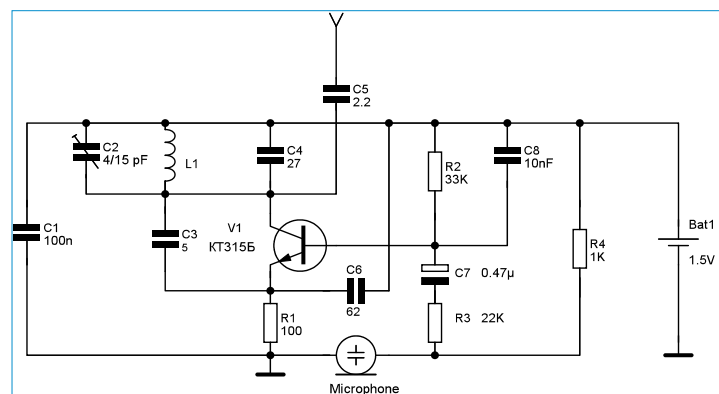 C5
2.2
C2
4/15 pF
L1
C4
27
R2
33K
C8
10nF
C1
100n
C3
5
V1
КТ315Б
C6
62
C7 0.47µ
R4
1K
Bat1
1.5V
R1
100
R3 22K
Microphone